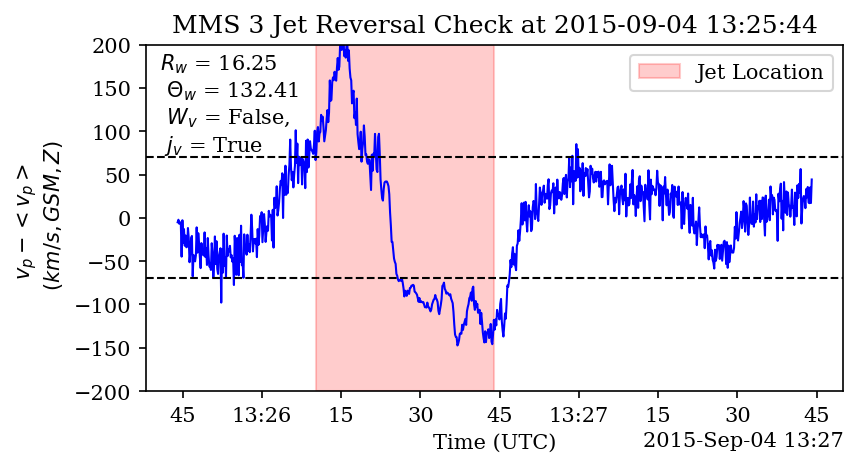 MMS 3 Jet Reversal Check at 2015-09-04 13:25:44
R_w = 16.25
Θ_w = 132.41
W_v = False,
j_v = True
Jet Location
v_p − <v_p>
(km/s, GSM, Z)
200
150
100
50
0
−50
−100
−150
−200
45 13:26 15 30 45 13:27 15 30 45
Time (UTC)
2015-Sep-04 13:27